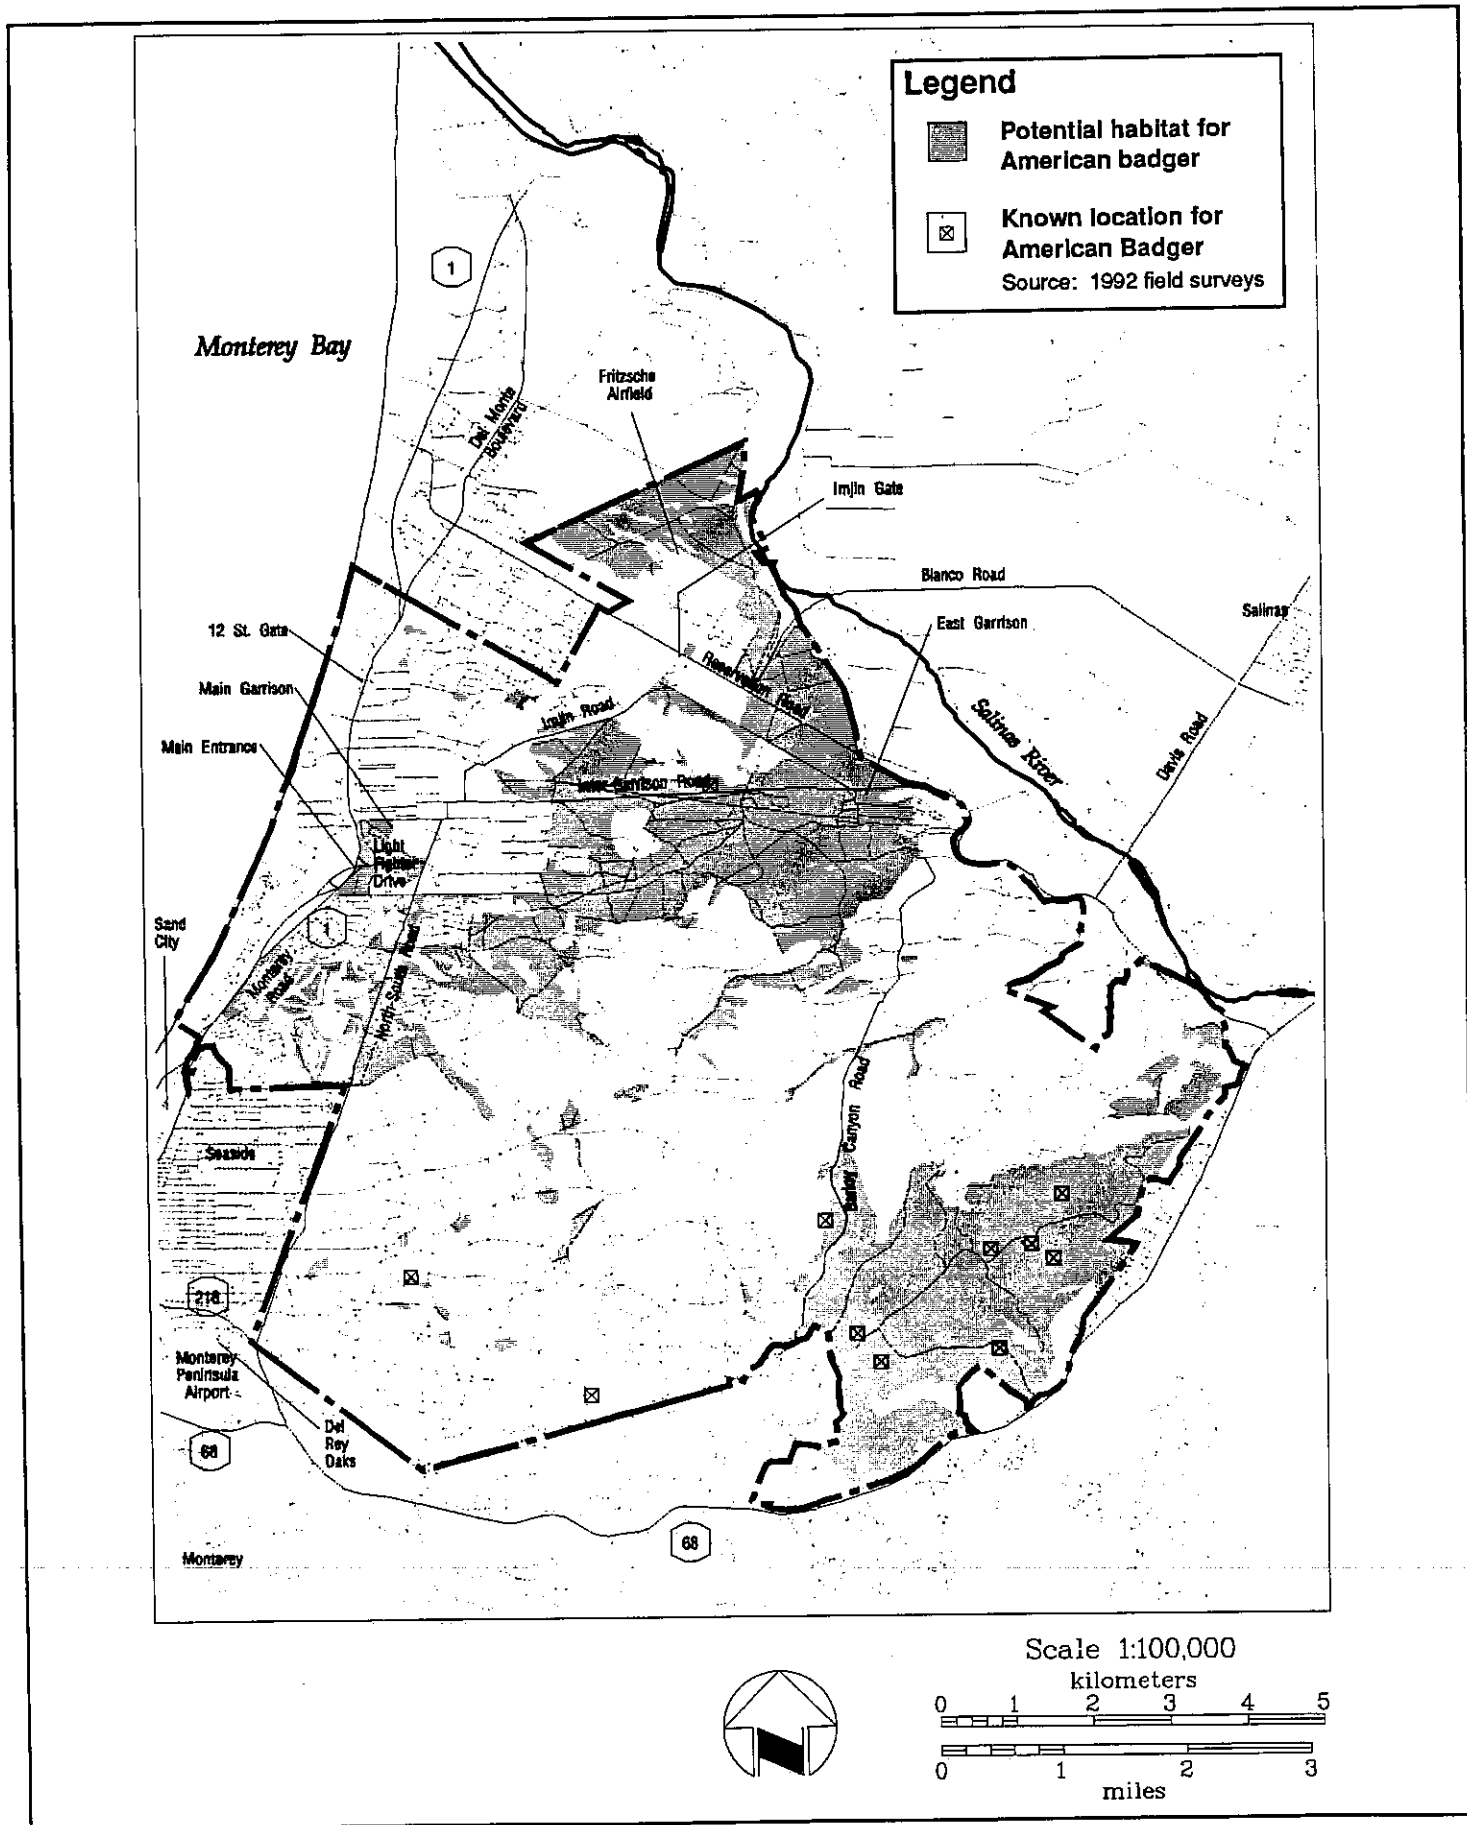 Legend
Potential habitat for
American badger
Known location for
American Badger
Source: 1992 field surveys
1
Monterey Bay
Fritzsche
Airfield
Del Monte
Boulevard
Imjin Gate
Blanco Road
Salinas
12 St. Gate
East Garrison
Main Garrison
Reservation Road
Imjin Road
Salinas River
Davis Road
Main Entrance
Inter-Garrison Road
Light
Fighter
Drive
1
Sand
City
Monterey
Road
North-South Road
Barloy Canyon Road
Seaside
218
Monterey
Peninsula
Airport
Del
Rey
Oaks
68
68
Monterey
Scale 1:100,000
kilometers
0 1 2 3 4 5
0 1 2 3
miles